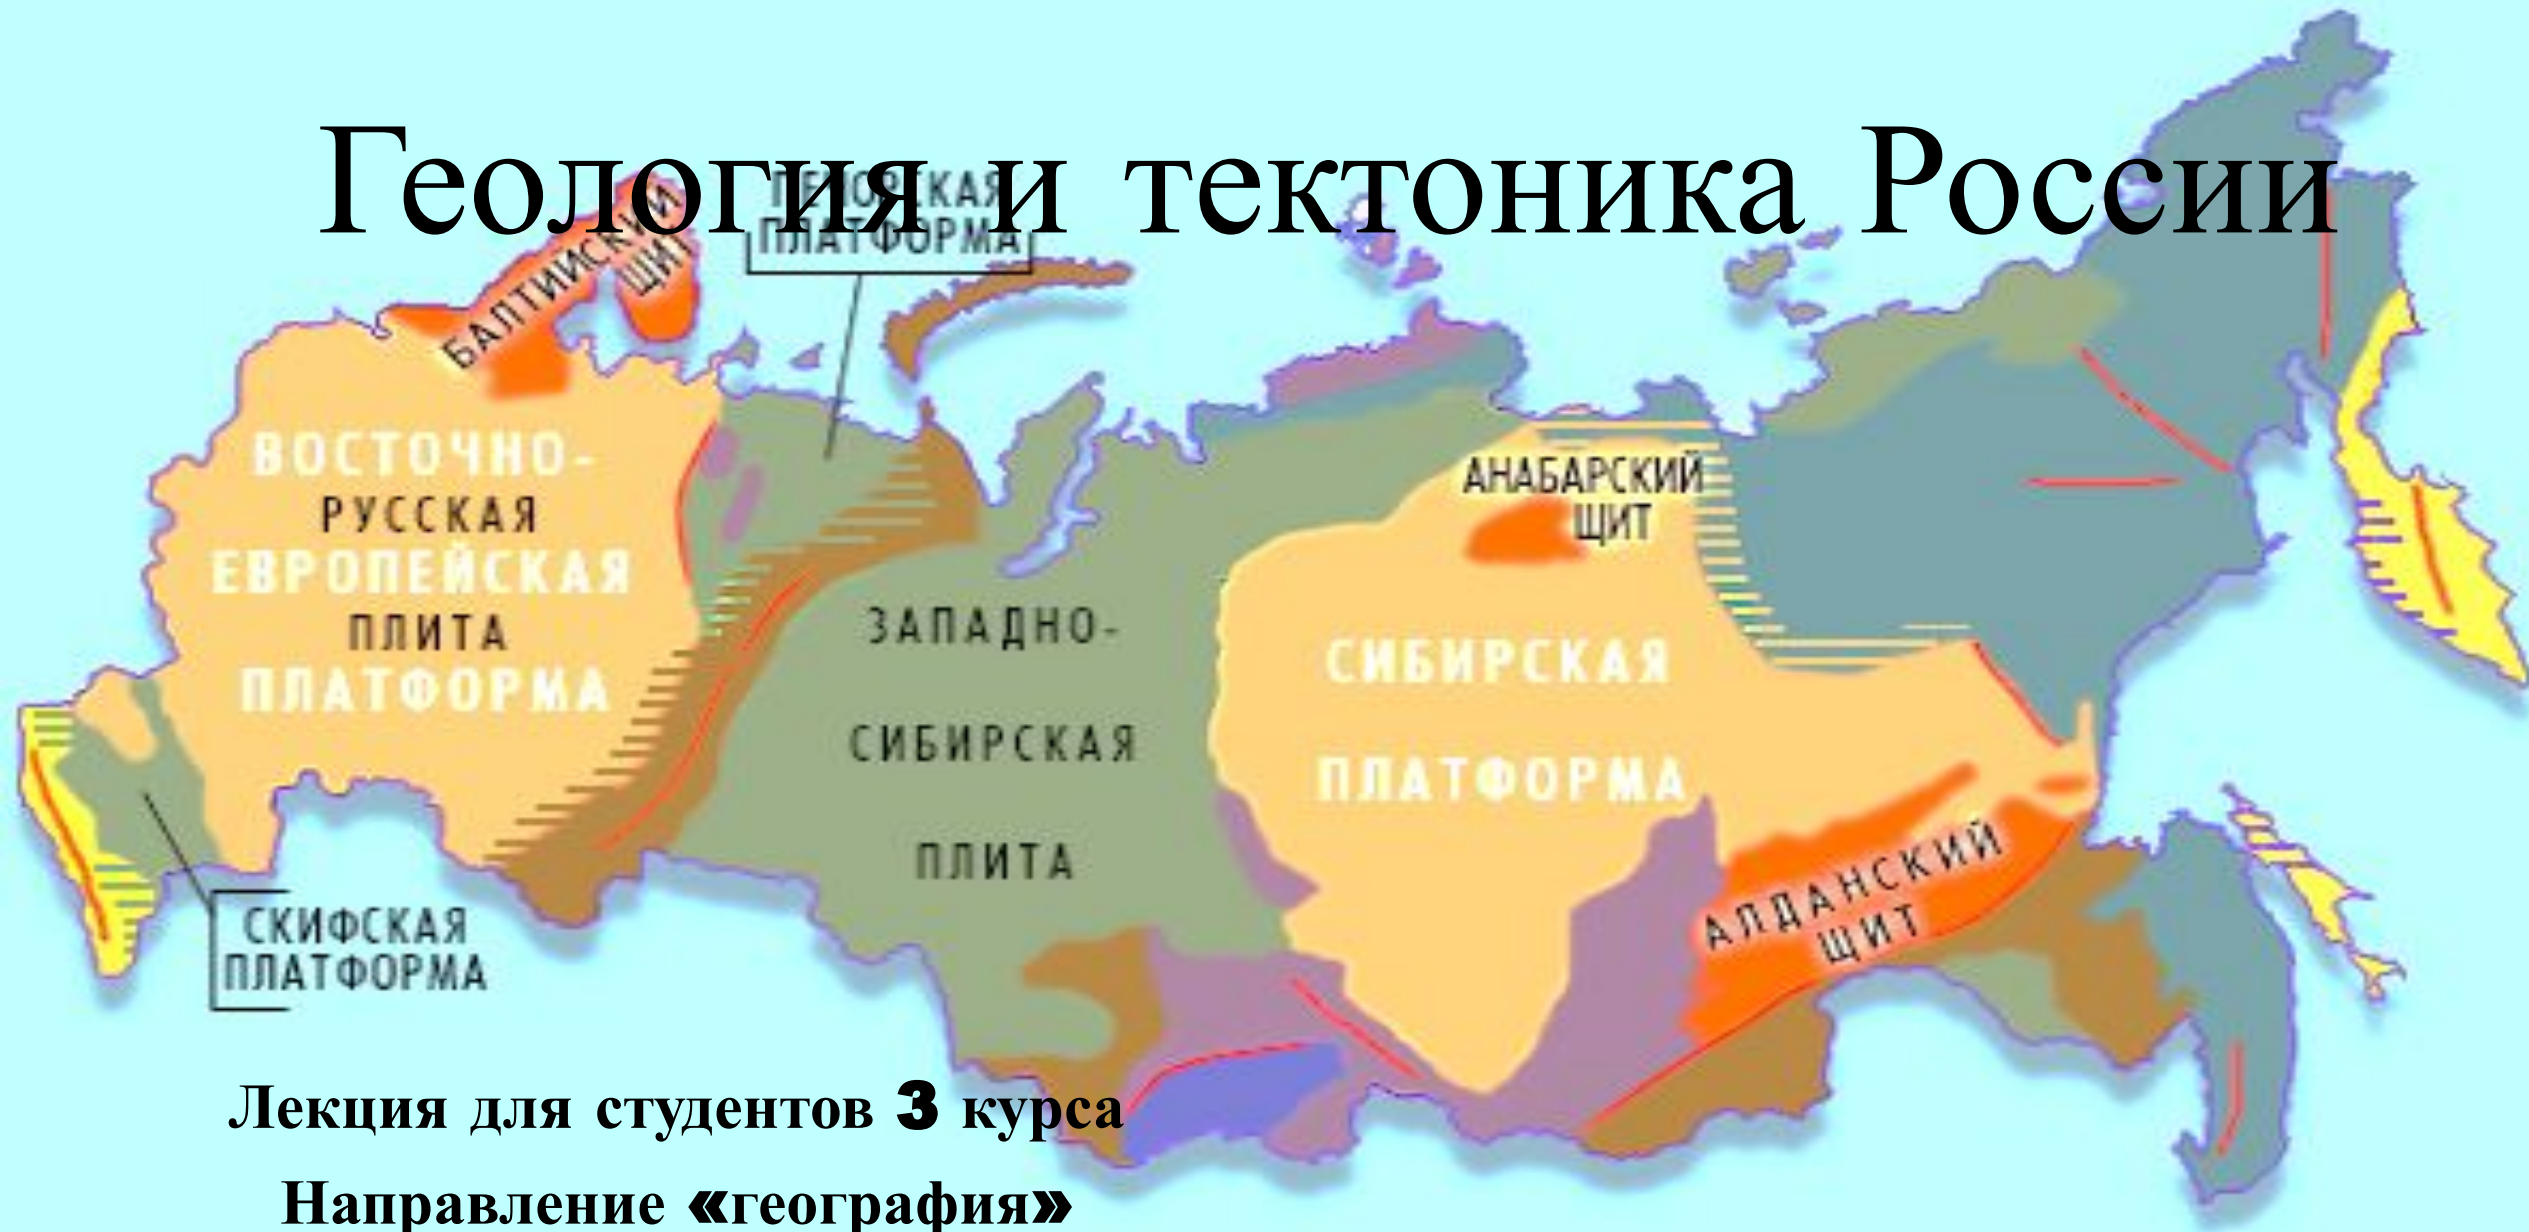 Геология и тектоника России
ПЕЧОРСКАЯ
ПЛАТФОРМА
БАЛТИЙСКИЙ
ЩИТ
ВОСТОЧНО-
РУССКАЯ
ЕВРОПЕЙСКАЯ
ПЛИТА
ПЛАТФОРМА
АНАБАРСКИЙ
ЩИТ
ЗАПАДНО-
СИБИРСКАЯ
ПЛИТА
СИБИРСКАЯ
ПЛАТФОРМА
АЛДАНСКИЙ
ЩИТ
СКИФСКАЯ
ПЛАТФОРМА
Лекция для студентов 3 курса
Направление «география»